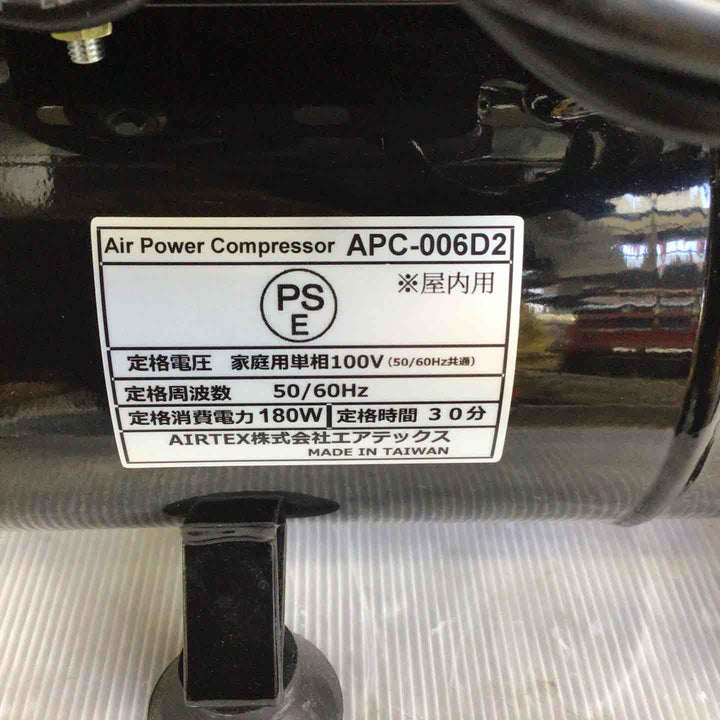 Air Power Compressor APC-006D2
PS
E
※屋内用
定格電圧 家庭用単相100V(50/60Hz共通)
定格周波数 50/60Hz
定格消費電力 180W 定格時間 30分
AIRTEX株式会社エアテックス
MADE IN TAIWAN